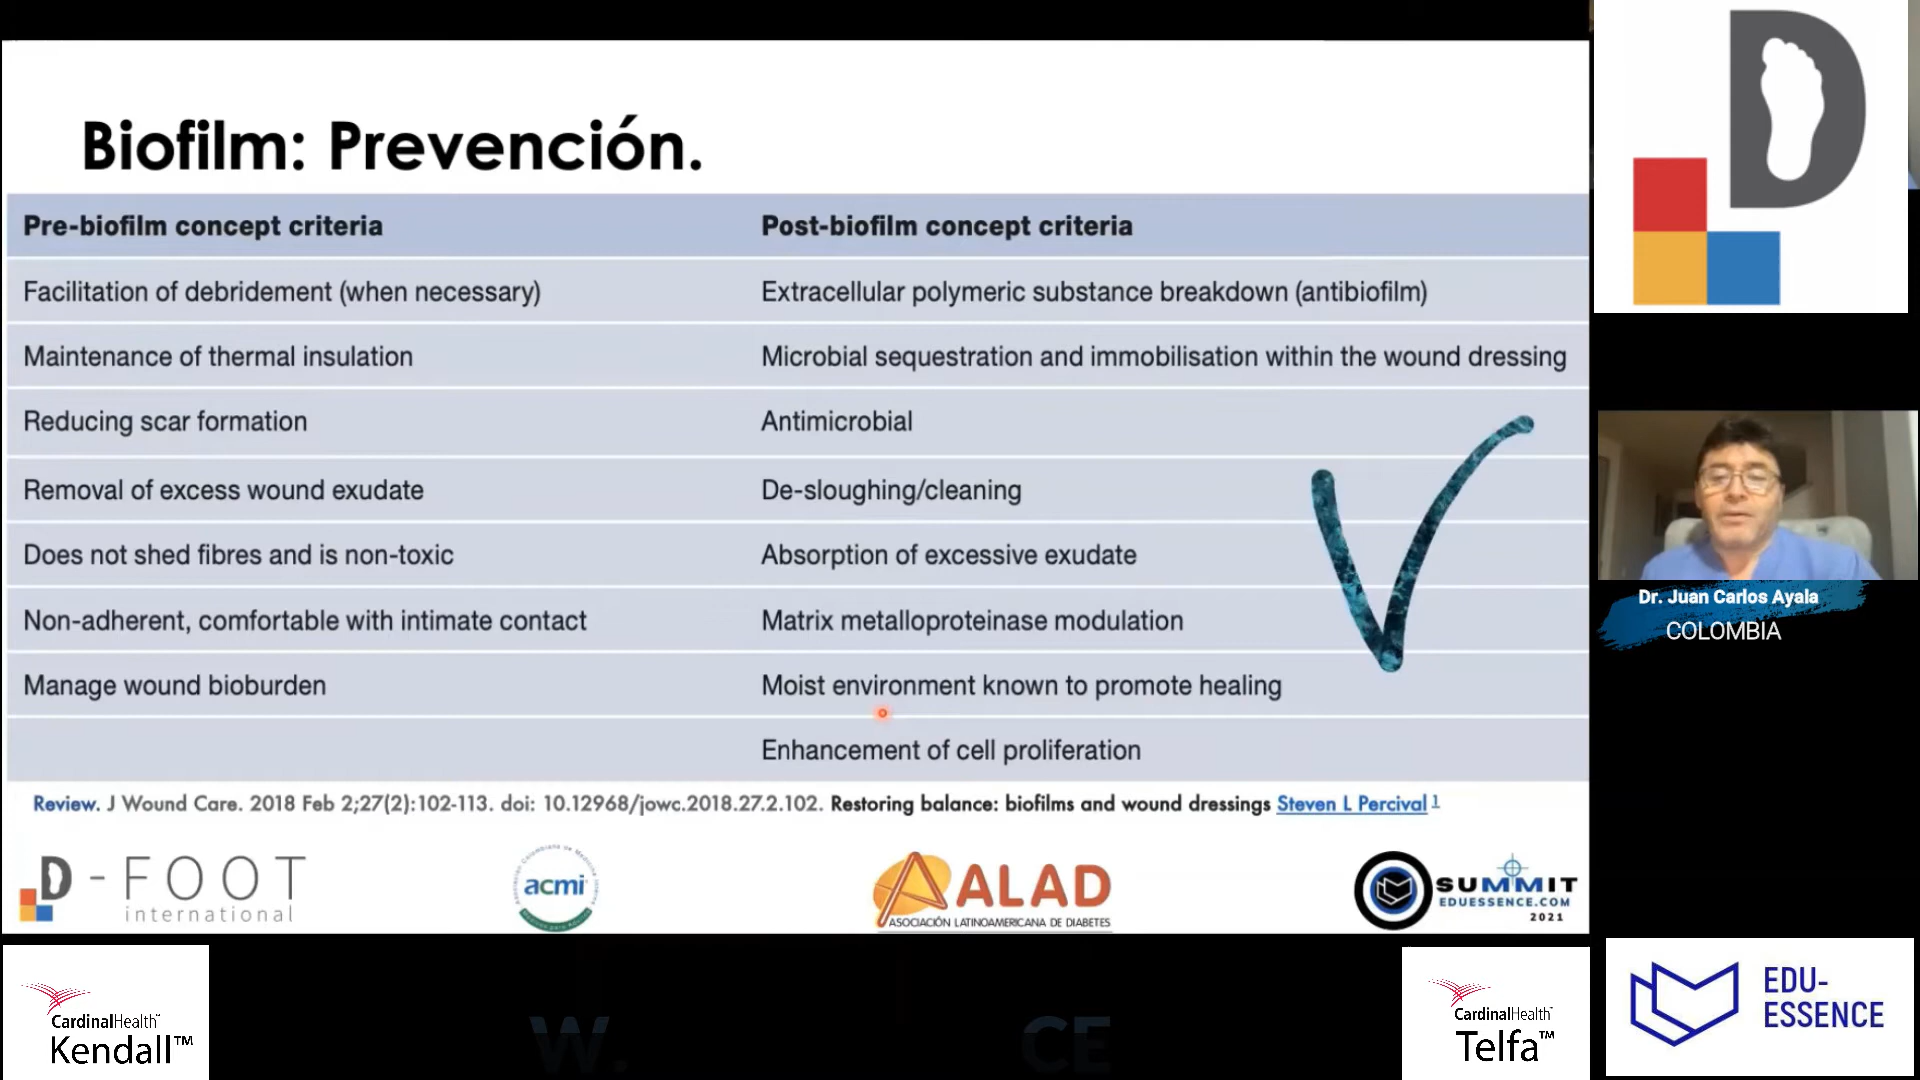 Biofilm: Prevención.
Pre-biofilm concept criteria
Post-biofilm concept criteria
Facilitation of debridement (when necessary)
Extracellular polymeric substance breakdown (antibiofilm)
Maintenance of thermal insulation
Microbial sequestration and immobilisation within the wound dressing
Reducing scar formation
Antimicrobial
Removal of excess wound exudate
De-sloughing/cleaning
Does not shed fibres and is non-toxic
Absorption of excessive exudate
Non-adherent, comfortable with intimate contact
Matrix metalloproteinase modulation
Manage wound bioburden
Moist environment known to promote healing
Enhancement of cell proliferation
Review. J Wound Care. 2018 Feb 2;27(2):102-113. doi: 10.12968/jowc.2018.27.2.102. Restoring balance: biofilms and wound dressings Steven L Percival 1
D-FOOT
international
acmi
ALAD
ASOCIACIÓN LATINOAMERICANA DE DIABETES
SUMMIT
EDUESSENCE.COM
2021
D
Dr. Juan Carlos Ayala
COLOMBIA
CardinalHealth™
Kendall™
W.
CE
CardinalHealth™
Telfa™
EDU-
ESSENCE